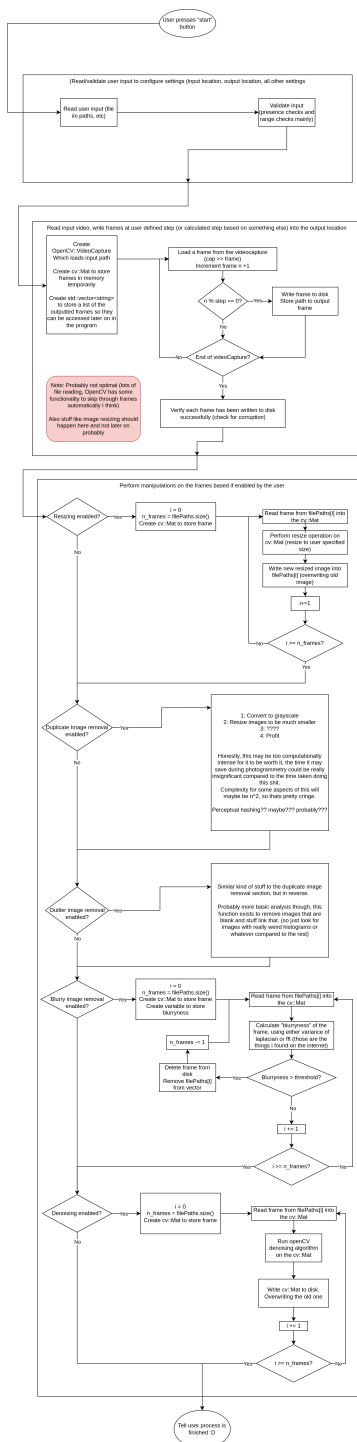 User presses "start"
button
(Read/validate user input to configure settings (input location, output location, all other settings
Read user input (file
i/o paths, etc)
Validate input
(presence checks and
range checks mainly)
Read input video, write frames at user defined step (or calculated step based on something else) into the output location
Create
OpenCV::VideoCapture
Which loads input path
Create cv::Mat to store
frames in memory
temporarily
Create std::vector<string>
to store a list of the
outputted frames so they
can be accessed later on in
the program
Load a frame from the videocapture
(cap >> frame)
Increment frame n +1
n % step == 0?
Yes
Write frame to disk
Store path to output
frame
No
End of videoCapture?
No
Yes
Note: Probably not optimal (lots of
file reading, OpenCV has some
functionality to skip through frames
automatically I think)
Also stuff like image resizing should
happen here and not later on
probably
Verify each frame has been written to disk
successfully (check for corruption)
Perform manipulations on the frames based if enabled by the user
Resizing enabled?
Yes
i = 0
n_frames = filePaths.size()
Create cv::Mat to store frame
Read frame from filePaths[i] into
the cv::Mat
Perform resize operation on
cv::Mat (resize to user specified
size)
Write new resized image into
filePaths[i] (overwriting old
image)
i+=1
No
i >= n_frames?
No
Yes
Duplicate Image removal
enabled?
Yes
1: Convert to grayscale
2: Resize images to be much smaller
3: ????
4: Profit
Honestly, this may be too computationally
intense for it to be worth it, the time it may
save during photogrammetry could be really
insignificant compared to the time taken doing
this shit.
Complexity for some aspects of this will
maybe be n^2, so thats pretty cringe.
Perceptual hashing?? maybe??? probably???
No
Outlier image removal
enabled?
Yes
Similar kind of stuff to the duplicate image
removal section, but in reverse.
Probably more basic analysis though, this
function exists to remove images that are
blank and stuff link that. (so just look for
images with really weird histograms or
whatever compared to the rest)
No
Blurry image removal
enabled?
Yes
i = 0
n_frames = filePaths.size()
Create cv::Mat to store frame
Create variable to store
blurryness
Read frame from filePaths[i] into
the cv::Mat
Calculate "blurryness" of the
frame, using either variance of
laplacian or fft (those are the
things i found on the internet)
n_frames -= 1
Delete frame from
disk
Remove filePaths[i]
from vector
Yes
Blurryness > threshold?
No
i += 1
Yes
i >= n_frames?
No
Denoising enabled?
Yes
i = 0
n_frames = filePaths.size()
Create cv::Mat to store frame
Read frame from filePaths[i] into
the cv::Mat
No
Run openCV
denoising algorithm
on the cv::Mat
Write cv::Mat to disk.
Overwriting the old one
i += 1
Yes
i >= n_frames?
No
Tell user process is
finished :D